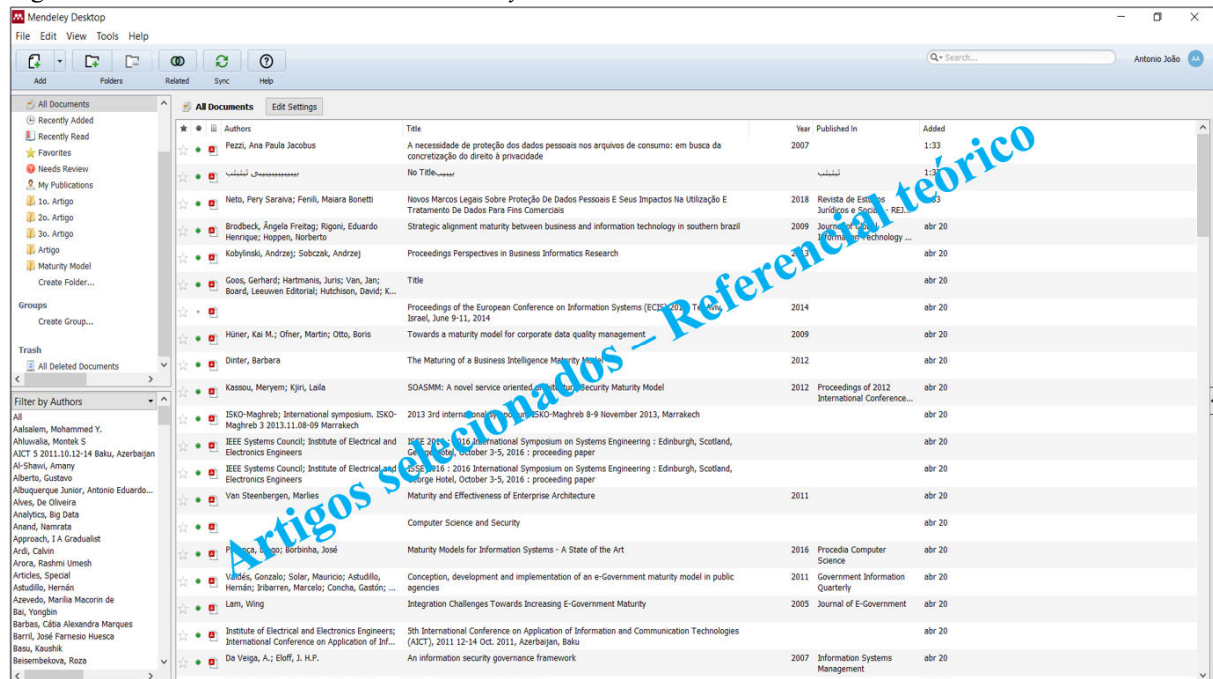 Mendeley Desktop
File Edit View Tools Help
Search...
Antonio João AA
Add Folders Related Sync Help
All Documents
Recently Added
Recently Read
Favorites
Needs Review
My Publications
1o. Artigo
2o. Artigo
3o. Artigo
Artigo
Maturity Model
Create Folder...
Groups
Create Group...
Trash
All Deleted Documents
Filter by Authors
All
Aalsalem, Mohammed Y.
Ahluwalia, Montek S
AICT 5 2011.10.12-14 Baku, Azerbaijan
Al-Shawi, Amany
Alberto, Gustavo
Albuquerque Junior, Antonio Eduardo...
Alves, De Oliveira
Analytics, Big Data
Anand, Namrata
Approach, I A Gradualist
Ardi, Calvin
Arora, Rashmi Umesh
Articles, Special
Astudillo, Hernán
Azevedo, Marilia Macorin de
Bai, Yongbin
Barbas, Cátia Alexandra Marques
Barril, José Farnesio Huesca
Basu, Kaushik
Beisembekova, Roza
All Documents Edit Settings
Authors Title Year Published In Added
Pezzi, Ana Paula Jacobus A necessidade de proteção dos dados pessoais nos arquivos de consumo: em busca da 2007 1:33
concretização do direito à privacidade
No Title
Neto, Pery Saraiva; Fenili, Maiara Bonetti Novos Marcos Legais Sobre Proteção De Dados Pessoais E Seus Impactos Na Utilização E 2018 Revista de Estudos
Tratamento De Dados Para Fins Comerciais Jurídicos e Sociais - REJ...
Brodbeck, Ângela Freitag; Rigoni, Eduardo Strategic alignment maturity between business and information technology in southern brazil 2009 Journal of Global abr 20
Henrique; Hoppen, Norberto Information Technology ...
Kobylinski, Andrzej; Sobczak, Andrzej Proceedings Perspectives in Business Informatics Research abr 20
Goos, Gerhard; Hartmanis, Juris; Van, Jan; Title abr 20
Board, Leeuwen Editorial; Hutchison, David; K...
Proceedings of the European Conference on Information Systems (ECIS) 2014, Tel Aviv, 2014 abr 20
Israel, June 9-11, 2014
Hüner, Kai M.; Ofner, Martin; Otto, Boris Towards a maturity model for corporate data quality management 2009 abr 20
Dinter, Barbara The Maturing of a Business Intelligence Maturity Model 2012 abr 20
Kassou, Meryem; Kjiri, Laila SOASMM: A novel service oriented architecture Security Maturity Model 2012 Proceedings of 2012 abr 20
International Conference...
ISKO-Maghreb; International symposium. ISKO- 2013 3rd international symposium ISKO-Maghreb 8-9 November 2013, Marrakech abr 20
Maghreb 3 2013.11.08-09 Marrakech
IEEE Systems Council; Institute of Electrical and ISSE 2016 : 2016 International Symposium on Systems Engineering : Edinburgh, Scotland, abr 20
Electronics Engineers George Hotel, October 3-5, 2016 : proceeding paper
IEEE Systems Council; Institute of Electrical and ISSE 2016 : 2016 International Symposium on Systems Engineering : Edinburgh, Scotland, abr 20
Electronics Engineers George Hotel, October 3-5, 2016 : proceeding paper
Van Steenbergen, Marlies Maturity and Effectiveness of Enterprise Architecture 2011 abr 20
Computer Science and Security abr 20
Borbinha, José Maturity Models for Information Systems - A State of the Art 2016 Procedia Computer abr 20
Science
Valdés, Gonzalo; Solar, Mauricio; Astudillo, Conception, development and implementation of an e-Government maturity model in public 2011 Government Information abr 20
Hernán; Iribarren, Marcelo; Concha, Gastón; ... agencies Quarterly
Lam, Wing Integration Challenges Towards Increasing E-Government Maturity 2005 Journal of E-Government abr 20
Institute of Electrical and Electronics Engineers; 5th International Conference on Application of Information and Communication Technologies abr 20
International Conference on Application of Inf... (AICT), 2011 12-14 Oct. 2011, Azerbaijan, Baku
Da Veiga, A.; Eloff, J. H.P. An information security governance framework 2007 Information Systems abr 20
Management
Artigos selecionados – Referencial teórico